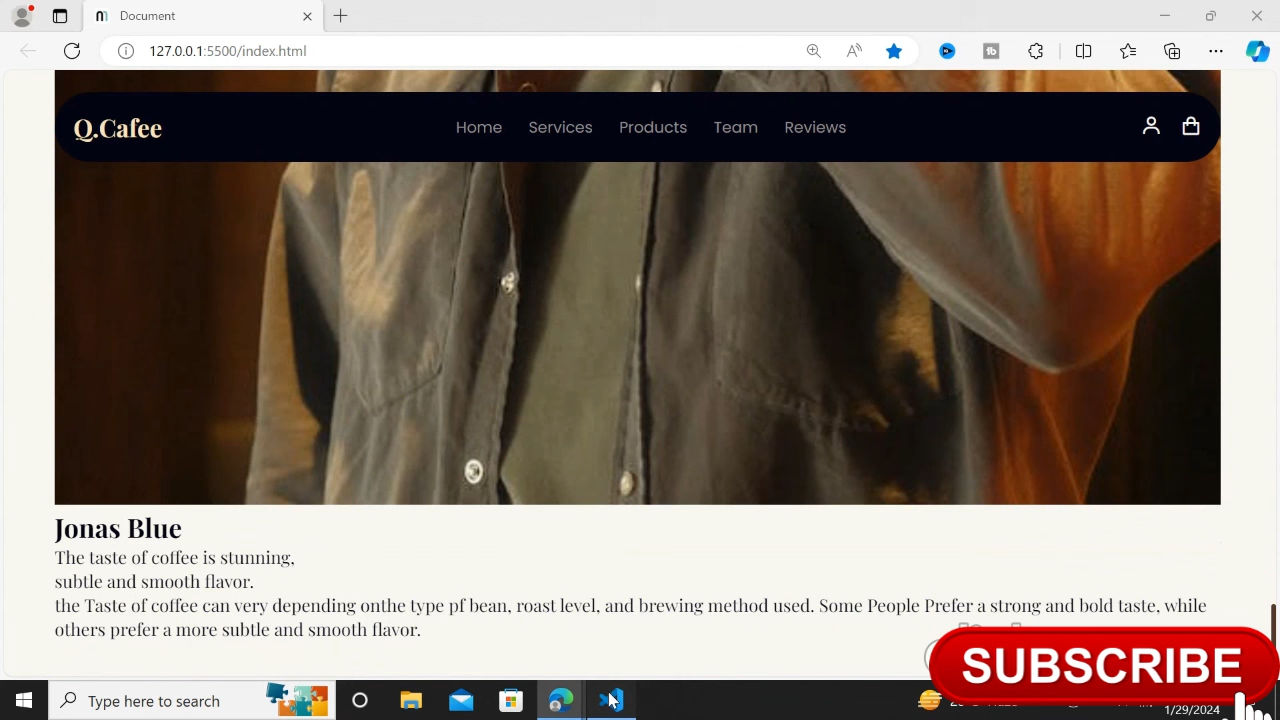 Document
127.0.0.1:5500/index.html
Q.Cafee
Home Services Products Team Reviews
Jonas Blue
The taste of coffee is stunning,
subtle and smooth flavor.
the Taste of coffee can very depending onthe type pf bean, roast level, and brewing method used. Some People Prefer a strong and bold taste, while
others prefer a more subtle and smooth flavor.
SUBSCRIBE
Type here to search
1/29/2024